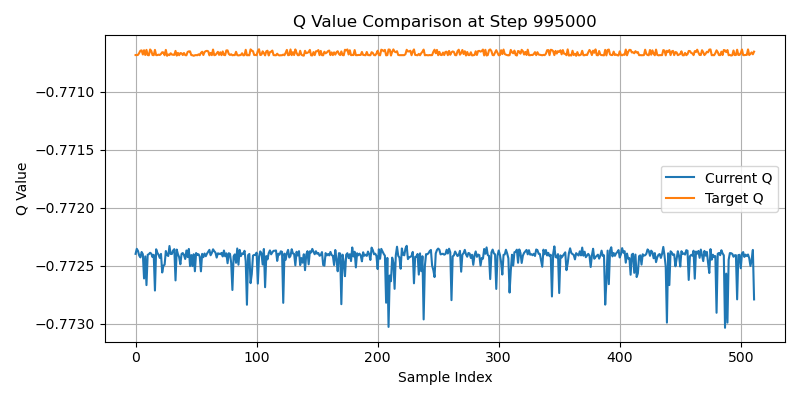 Q Value Comparison at Step 995000
Q Value
−0.7710
−0.7715
−0.7720
−0.7725
−0.7730
Current Q
Target Q
0
100
200
300
400
500
Sample Index